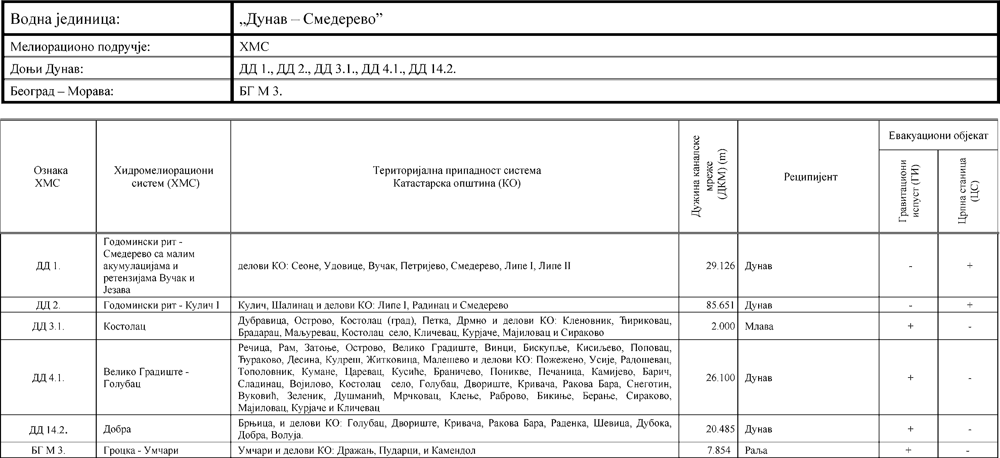 Водна јединица: „Дунав – Смедерево”
Мелиорационо подручје: ХМС
Доњи Дунав: ДД 1., ДД 2., ДД 3.1., ДД 4.1., ДД 14.2.
Београд – Морава: БГ М 3.
Ознака
ХМС
Хидромелиорациони
систем (ХМС)
Територијална припадност система
Катастарска општина (КО)
Дужина каналске
мреже
(ДКМ) (m)
Реципијент
Евакуациони објекат
Гравитациони
испуст (ГИ)
Црпна станица
(ЦС)
ДД 1.
Годомински рит -
Смедерево са малим
акумулацијама и
ретензијама Вучак и
Језава
делови КО: Сеоне, Удовице, Вучак, Петријево, Смедерево, Липе I, Липе II
29.126
Дунав
-
+
ДД 2.
Годомински рит - Кулич I
Кулич, Шалинац и делови КО: Липе I, Радинац и Смедерево
85.651
Дунав
-
+
ДД 3.1.
Костолац
Дубравица, Острово, Костолац (град), Петка, Дрмно и делови КО: Кленовник, Ћириковац,
Брадарац, Маљуревац, Костолац село, Кличевац, Курјаче, Мајиловац и Сираково
2.000
Млава
+
-
ДД 4.1.
Велико Градиште -
Голубац
Речица, Рам, Затоње, Острово, Велико Градиште, Винци, Бискупље, Кисиљево, Поповац,
Ђураково, Десина, Кудреш, Житковица, Малешево и делови КО: Пожежено, Усије, Радошевац,
Тополовник, Кумане, Царевац, Кусиће, Браничево, Поникве, Печаница, Камијево, Барич,
Сладинац, Војилово, Костолац село, Голубац, Двориште, Кривача, Ракова Бара, Снеготин,
Вуковић, Зеленик, Душманић, Мрчковац, Клење, Раброво, Бикиње, Берање, Сираково,
Мајиловац, Курјаче и Кличевац
26.100
Дунав
+
-
ДД 14.2.
Добра
Брњица, и делови КО: Голубац, Двориште, Кривача, Ракова Бара, Раденка, Шевица, Дубока,
Добра, Волуја.
20.485
Дунав
+
-
БГ М 3.
Гроцка - Умчари
Умчари и делови КО: Дражањ, Пударци, и Камендол
7.854
Раља
+
-